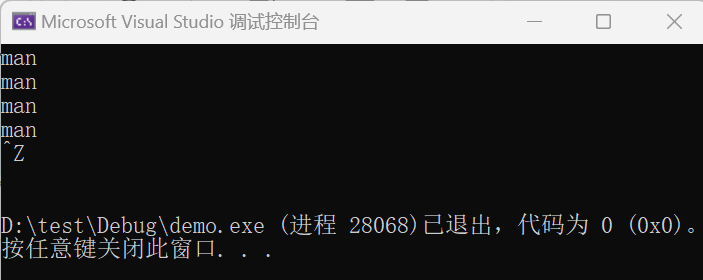 C:\
Microsoft Visual Studio 调试控制台
man
man
man
man
^Z
D:\test\Debug\demo.exe (进程 28068)已退出，代码为 0 (0x0)。
按任意键关闭此窗口. . .